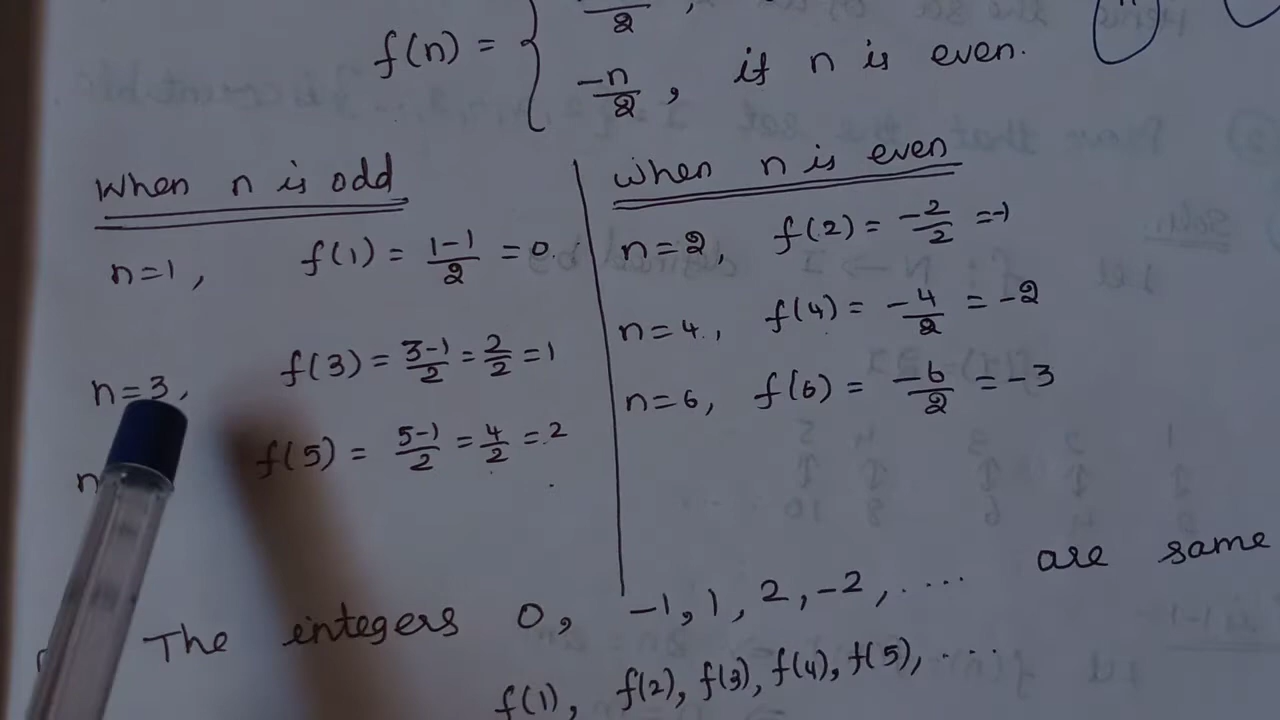 f(n) = { /2 ,
-n/2 , if n is even.
When n is odd
n=1, f(1) = 1-1/2 = 0.
n=3, f(3) = 3-1/2 = 2/2 = 1
n f(5) = 5-1/2 = 4/2 = 2
When n is even
n=2, f(2) = -2/2 = -1
n=4, f(4) = -4/2 = -2
n=6, f(6) = -6/2 = -3
The integers 0, -1, 1, 2, -2, .... are same
f(1), f(2), f(3), f(4), f(5), ....